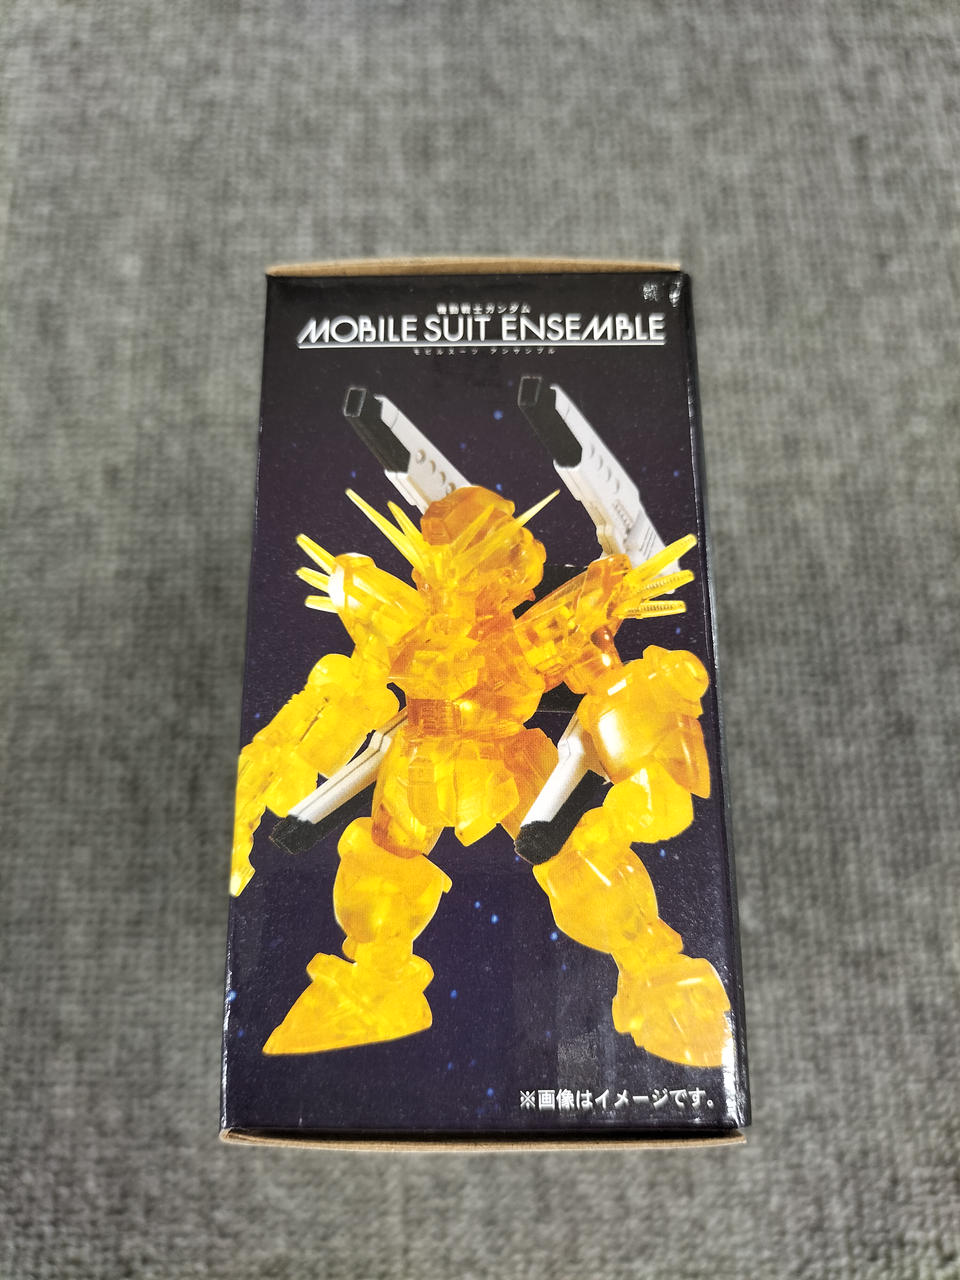 機動戦士ガンダム
MOBILE SUIT ENSEMBLE
モビルスーツ アンサンブル
※画像はイメージです。